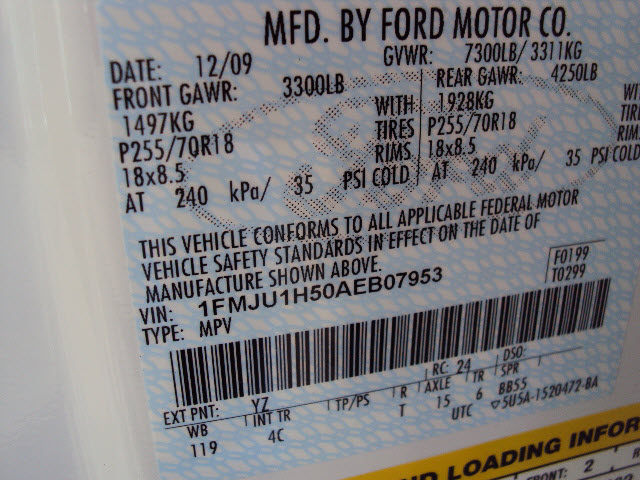 MFD. BY FORD MOTOR CO.
DATE: 12/09 GVWR: 7300LB/ 3311KG
FRONT GAWR: 3300LB REAR GAWR: 4250LB
1497KG WITH 1928KG
P255/70R18 TIRES P255/70R18
18x8.5 RIMS 18x8.5
AT 240 kPa/ 35 PSI COLD AT 240 kPa/ 35 PSI COLD
THIS VEHICLE CONFORMS TO ALL APPLICABLE FEDERAL MOTOR
VEHICLE SAFETY STANDARDS IN EFFECT ON THE DATE OF
MANUFACTURE SHOWN ABOVE.
F0199
T0299
VIN: 1FMJU1H50AEB07953
TYPE: MPV
RC: 24 DSO:
EXT PNT: YZ
WB INT TR TP/PS R AXLE TR SPR
119 4C T 15 6 BB55
UTC 5U5A-1520472-BA
LOADING
2